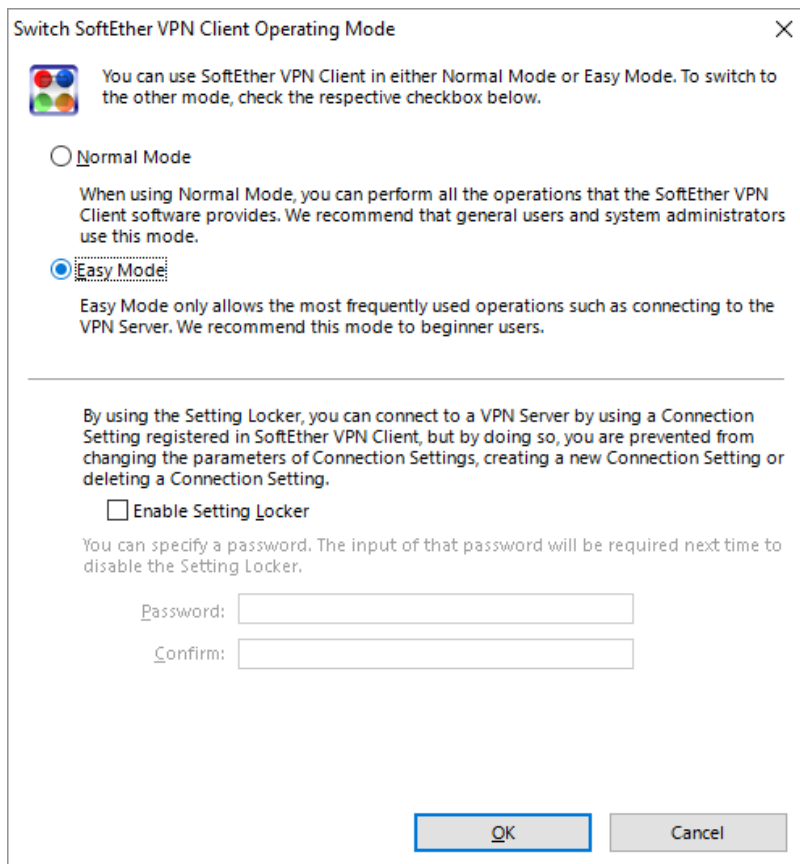 Switch SoftEther VPN Client Operating Mode
You can use SoftEther VPN Client in either Normal Mode or Easy Mode. To switch to
the other mode, check the respective checkbox below.
Normal Mode
When using Normal Mode, you can perform all the operations that the SoftEther VPN
Client software provides. We recommend that general users and system administrators
use this mode.
Easy Mode
Easy Mode only allows the most frequently used operations such as connecting to the
VPN Server. We recommend this mode to beginner users.
By using the Setting Locker, you can connect to a VPN Server by using a Connection
Setting registered in SoftEther VPN Client, but by doing so, you are prevented from
changing the parameters of Connection Settings, creating a new Connection Setting or
deleting a Connection Setting.
Enable Setting Locker
You can specify a password. The input of that password will be required next time to
disable the Setting Locker.
Password:
Confirm:
OK Cancel